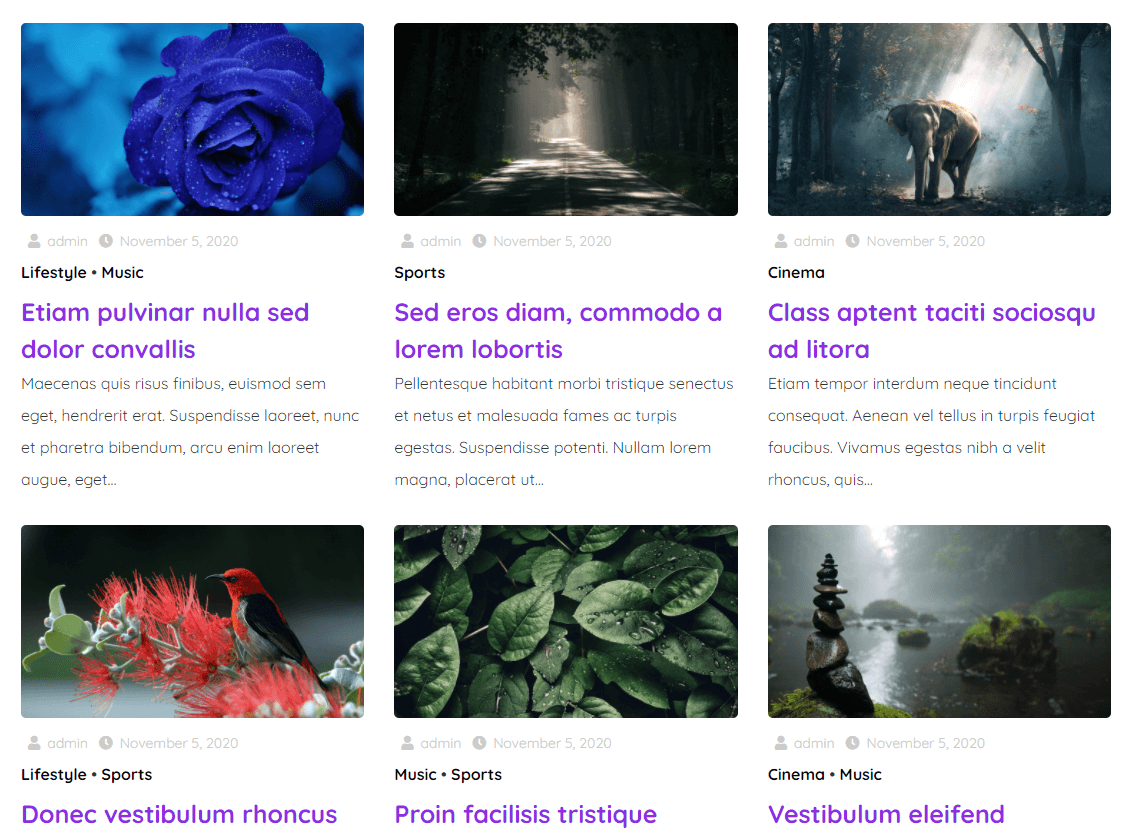 admin November 5, 2020
Lifestyle • Music
Etiam pulvinar nulla sed
dolor convallis
Maecenas quis risus finibus, euismod sem
eget, hendrerit erat. Suspendisse laoreet, nunc
et pharetra bibendum, arcu enim laoreet
augue, eget...
admin November 5, 2020
Sports
Sed eros diam, commodo a
lorem lobortis
Pellentesque habitant morbi tristique senectus
et netus et malesuada fames ac turpis
egestas. Suspendisse potenti. Nullam lorem
magna, placerat ut...
admin November 5, 2020
Cinema
Class aptent taciti sociosqu
ad litora
Etiam tempor interdum neque tincidunt
consequat. Aenean vel tellus in turpis feugiat
faucibus. Vivamus egestas nibh a velit
rhoncus, quis...
admin November 5, 2020
Lifestyle • Sports
Donec vestibulum rhoncus
admin November 5, 2020
Music • Sports
Proin facilisis tristique
admin November 5, 2020
Cinema • Music
Vestibulum eleifend